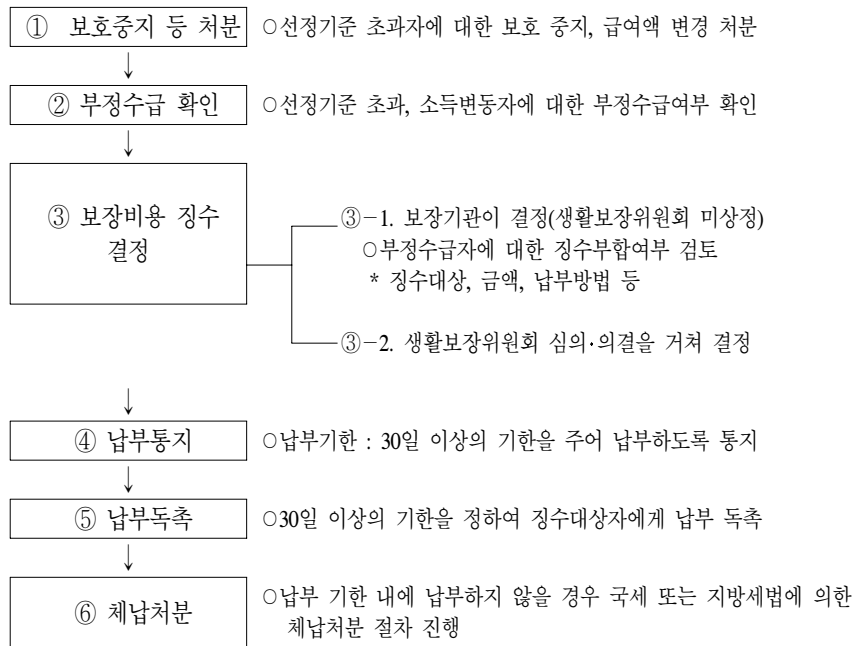 ① 보호중지 등 처분
○선정기준 초과자에 대한 보호 중지, 급여액 변경 처분
② 부정수급 확인
○선정기준 초과, 소득변동자에 대한 부정수급여부 확인
③ 보장비용 징수
결정
③-1. 보장기관이 결정(생활보장위원회 미상정)
○부정수급자에 대한 징수부합여부 검토
* 징수대상, 금액, 납부방법 등
③-2. 생활보장위원회 심의·의결을 거쳐 결정
④ 납부통지
○납부기한 : 30일 이상의 기한을 주어 납부하도록 통지
⑤ 납부독촉
○30일 이상의 기한을 정하여 징수대상자에게 납부 독촉
⑥ 체납처분
○납부 기한 내에 납부하지 않을 경우 국세 또는 지방세법에 의한
체납처분 절차 진행